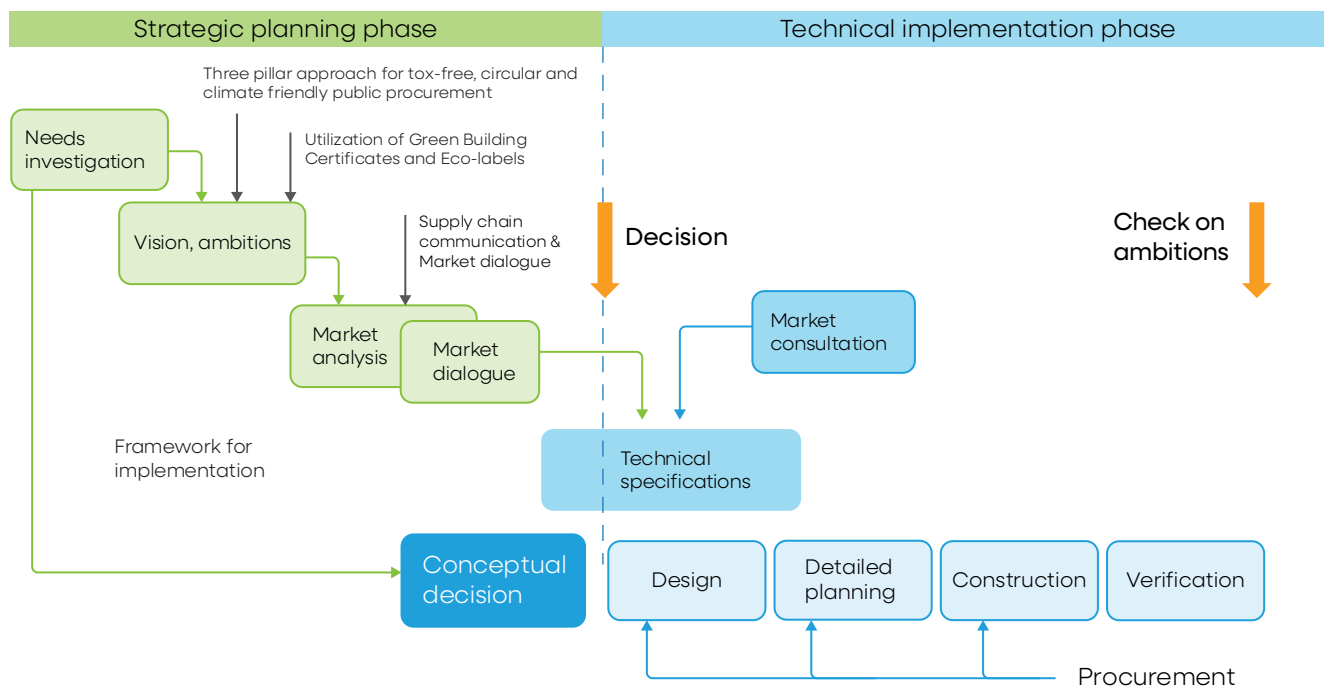 Strategic planning phase
Technical implementation phase
Three pillar approach for tox-free, circular and
climate friendly public procurement
Needs
investigation
Utilization of Green Building
Certificates and Eco-labels
Vision, ambitions
Supply chain
communication &
Market dialogue
Decision
Check on
ambitions
Market
analysis
Market
dialogue
Market
consultation
Framework for
implementation
Technical
specifications
Conceptual
decision
Design
Detailed
planning
Construction
Verification
Procurement